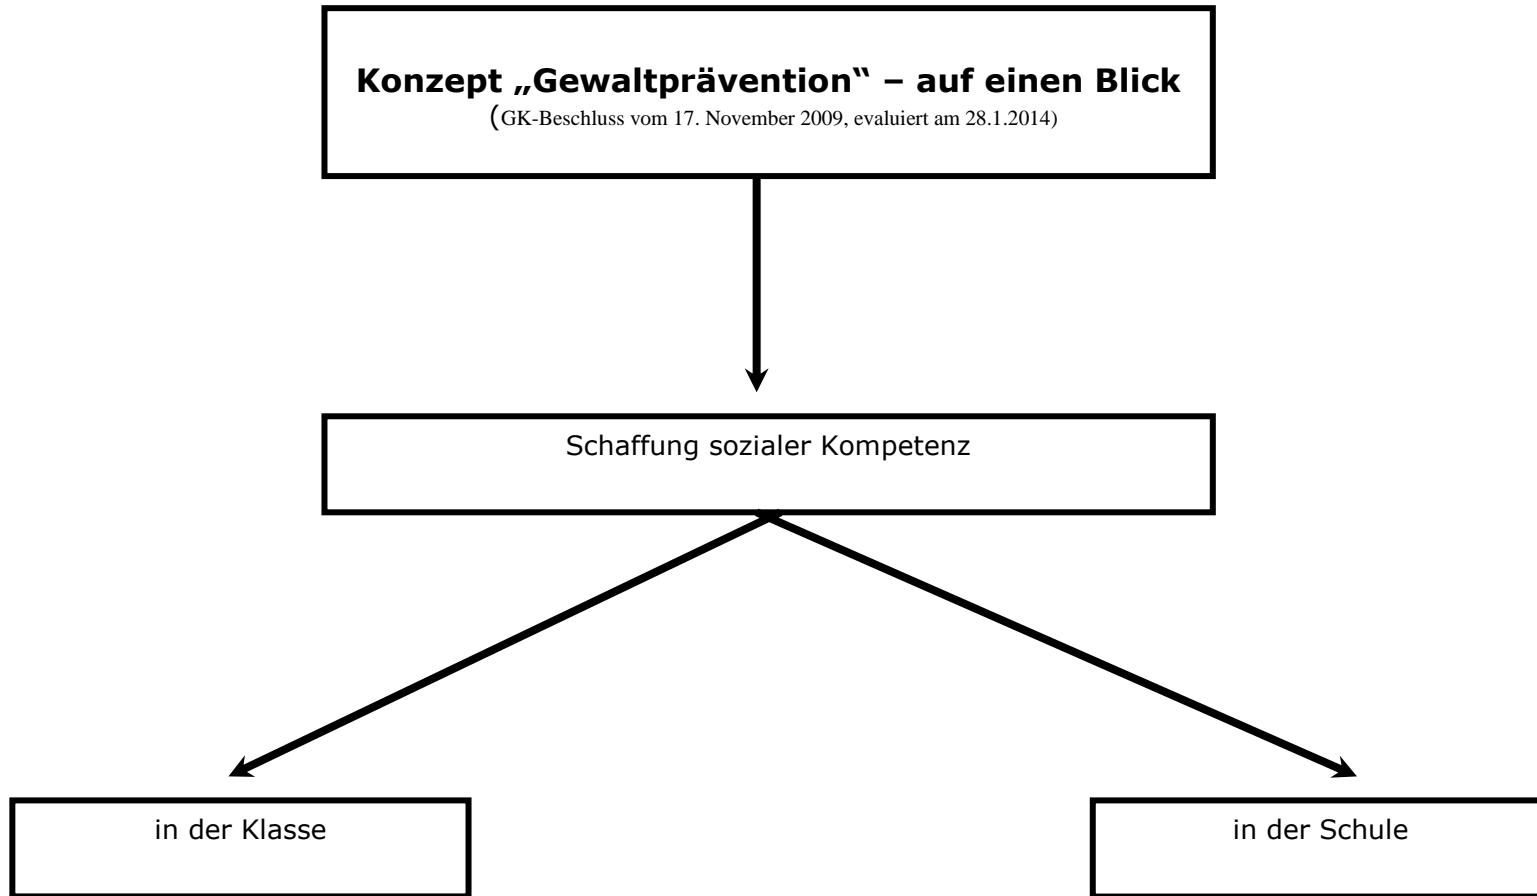 Konzept „Gewaltprävention“ – auf einen Blick
(GK-Beschluss vom 17. November 2009, evaluiert am 28.1.2014)
Schaffung sozialer Kompetenz
in der Klasse
in der Schule